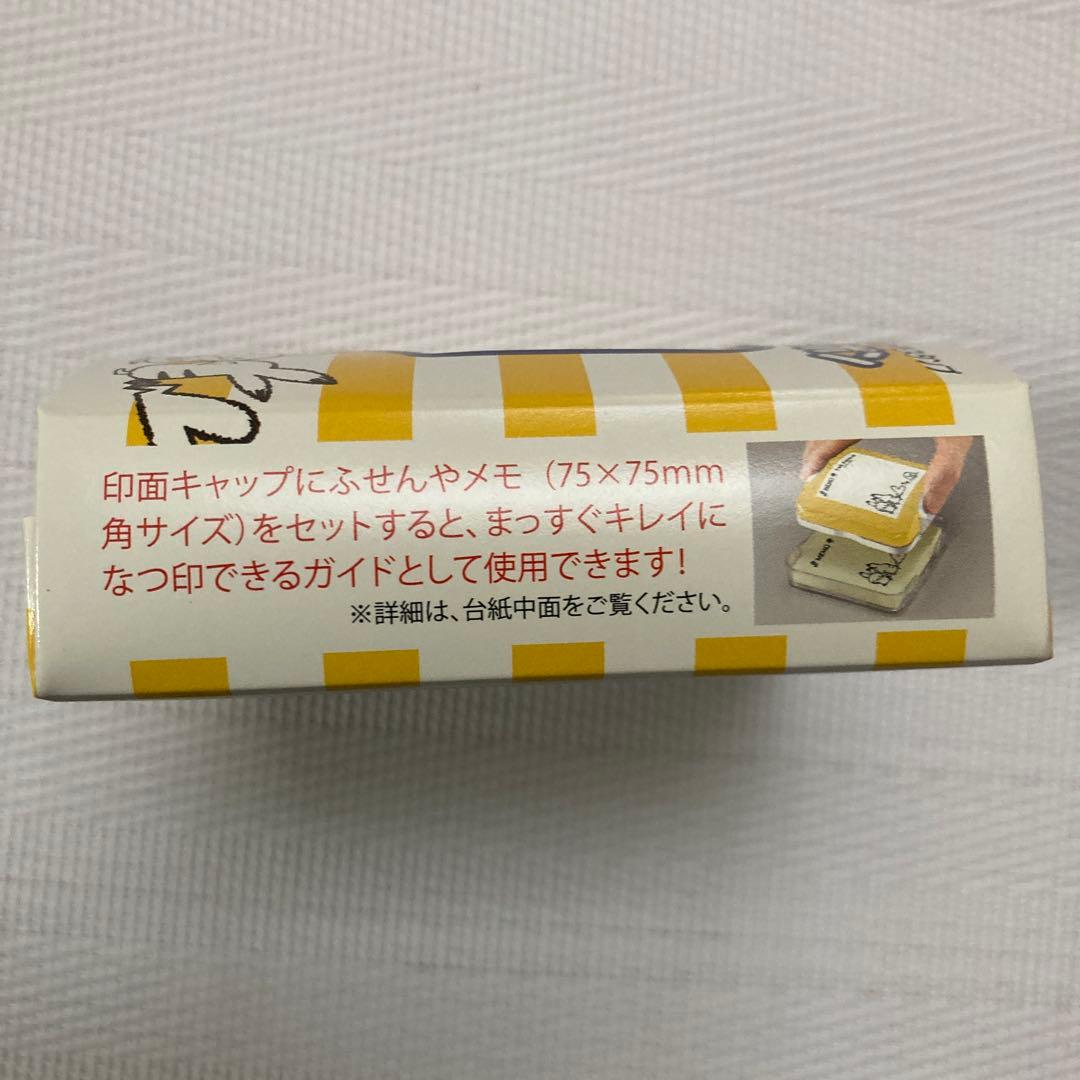 印面キャップにふせんやメモ（75×75mm
角サイズ）をセットすると、まっすぐキレイに
なつ印できるガイドとして使用できます！
※詳細は、台紙中面をご覧ください。
MEMO